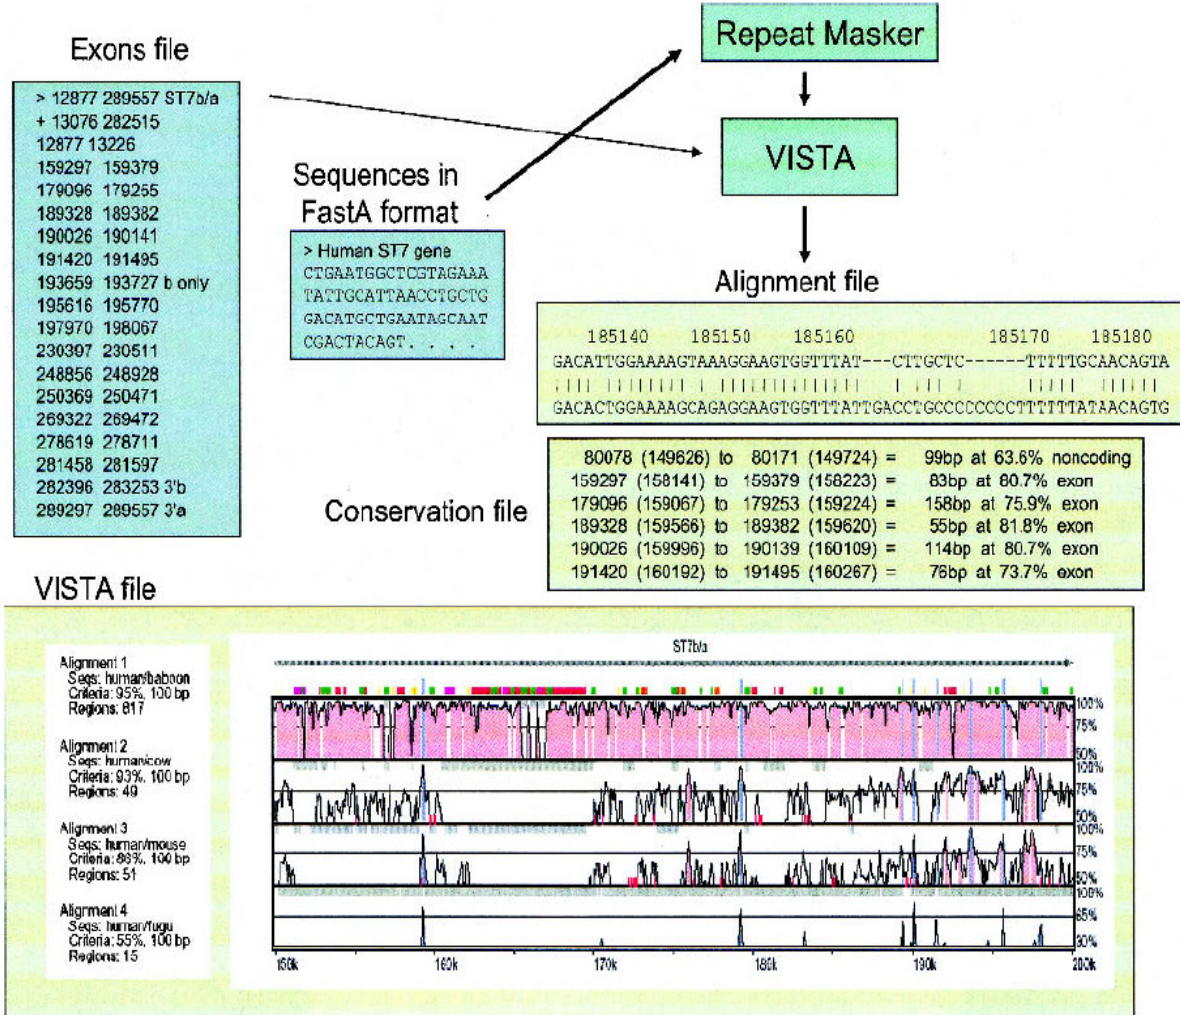 Exons file
> 12877 289557 ST7b/a
+ 13076 282515
12877 13226
159297 159379
179096 179255
189328 189382
190026 190141
191420 191495
193659 193727 b only
195616 195770
197970 198067
230397 230511
248856 248928
250369 250471
269322 269472
278619 278711
281458 281597
282396 283253 3'b
289297 289557 3'a
Repeat Masker
VISTA
Sequences in
FastA format
> Human ST7 gene
CTGAATGGCTCGTAGAAA
TATTGCATTAACCTGCTG
GACATGCTGAATAGCAAT
CGACTACAGT. . . .
Alignment file
185140 185150 185160 185170 185180
GACATTGGAAAAGTAAAGGAAGTGGTTTAT---CTTGCTC------TTTTTGCAACAGTA
GACACTGGAAAAGCAGAGGAAGTGGTTTATTGACCTGCCCCCCCCTTTTTTATAACAGTG
Conservation file
80078 (149626) to 80171 (149724) = 99bp at 63.6% noncoding
159297 (158141) to 159379 (158223) = 83bp at 80.7% exon
179096 (159067) to 179253 (159224) = 158bp at 75.9% exon
189328 (159566) to 189382 (159620) = 55bp at 81.8% exon
190026 (159996) to 190139 (160109) = 114bp at 80.7% exon
191420 (160192) to 191495 (160267) = 76bp at 73.7% exon
VISTA file
ST7b/a
Alignment 1
Seqs: human/baboon
Criteria: 95%, 100 bp
Regions: 817
Alignment 2
Seqs: human/cow
Criteria: 93%, 100 bp
Regions: 49
Alignment 3
Seqs: human/mouse
Criteria: 88%, 100 bp
Regions: 51
Alignment 4
Seqs: human/fugu
Criteria: 55%, 100 bp
Regions: 15
100%
75%
50%
100%
75%
50%
100%
75%
50%
100%
65%
30%
150k 160k 170k 180k 190k 200k